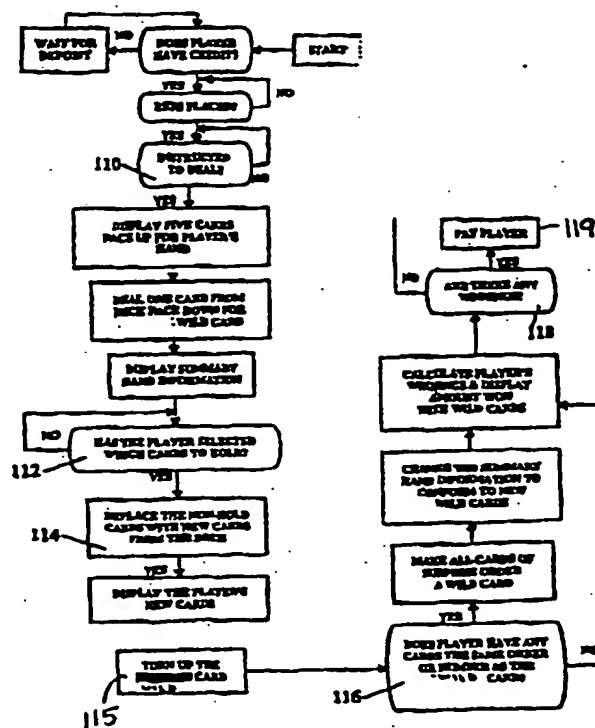 NO
WAIT FOR
DEPOSIT
DOES PLAYER
HAVE CREDIT?
START
YES
NO
BETS PLACED?
YES
110
INSTRUCTED
TO DEAL?
NO
YES
DISPLAY FIVE CARDS
FACE UP FOR PLAYER'S
HAND
DEAL ONE CARD FROM
DECK FACE DOWN FOR
WILD CARD
DISPLAY SUMMARY
HAND INFORMATION
NO
112
HAS THE PLAYER SELECTED
WHICH CARDS TO HOLD?
YES
114
REPLACE THE NON-HOLD
CARDS WITH NEW CARDS
FROM THE DECK
YES
DISPLAY THE PLAYER'S
NEW CARDS
115
TURN UP THE
CARD
WILD
116
DOES PLAYER HAVE ANY
CARDS THE SAME ORDER
OR NUMBER AS THE
"WILD" CARDS
NO
YES
MAKE ALL CARDS OF
SURPRISE ORDER
A WILD CARD
CHANGE THE SUMMARY
HAND INFORMATION TO
CONFORM TO NEW
WILD CARDS
CALCULATE PLAYER'S
WINNINGS & DISPLAY
AMOUNT WON
WITH WILD CARDS
118
ARE THERE ANY
WINNINGS?
NO
YES
PAY PLAYER
119